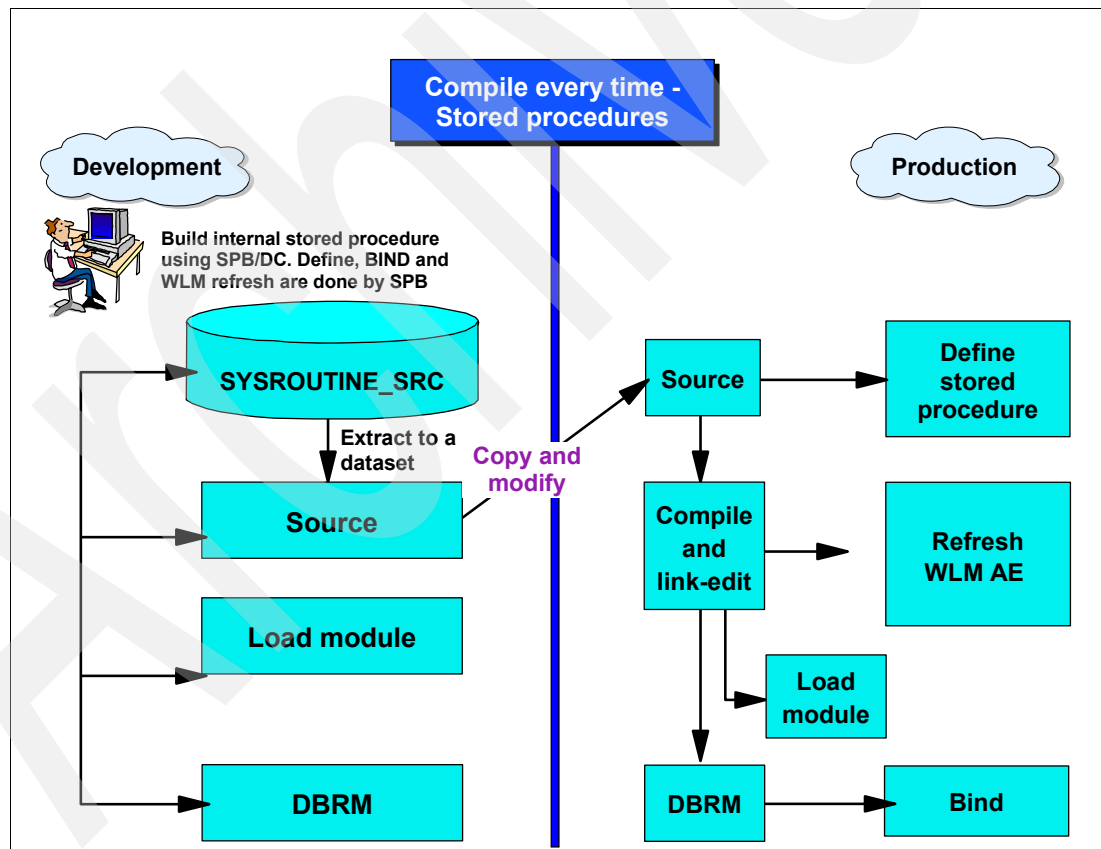 Compile every time -
Stored procedures
Development
Production
Build internal stored procedure
using SPB/DC. Define, BIND and
WLM refresh are done by SPB
SYSROUTINE_SRC
Extract to a
dataset
Copy and
modify
Source
Load module
DBRM
Source
Define
stored
procedure
Compile
and
link-edit
Refresh
WLM AE
Load
module
DBRM
Bind